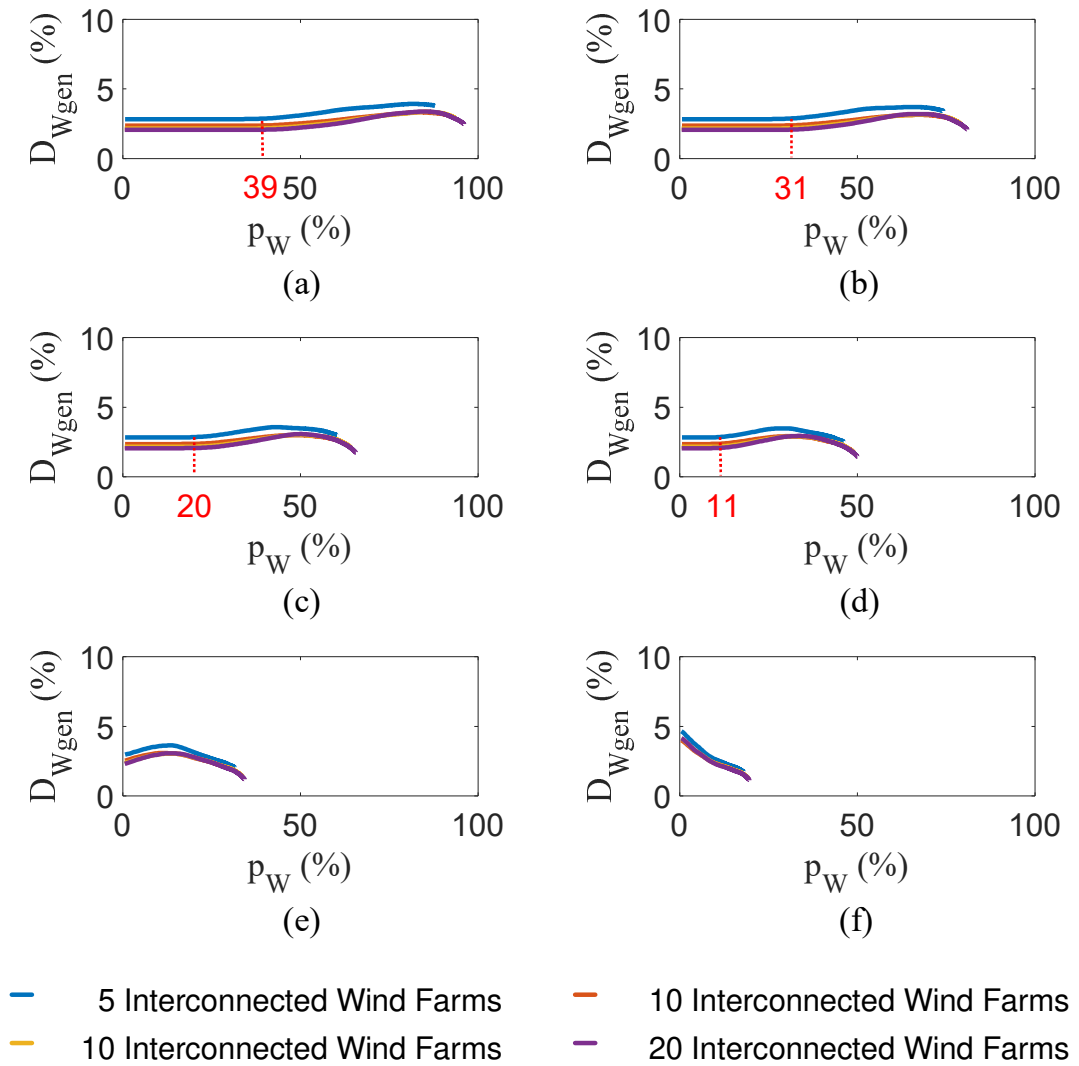 10
5
0
D_Wgen (%)
0 39 50 100
p_W (%)
(a)
10
5
0
D_Wgen (%)
0 31 50 100
p_W (%)
(b)
10
5
0
D_Wgen (%)
0 20 50 100
p_W (%)
(c)
10
5
0
D_Wgen (%)
0 11 50 100
p_W (%)
(d)
10
5
0
D_Wgen (%)
0 50 100
p_W (%)
(e)
10
5
0
D_Wgen (%)
0 50 100
p_W (%)
(f)
5 Interconnected Wind Farms
10 Interconnected Wind Farms
10 Interconnected Wind Farms
20 Interconnected Wind Farms